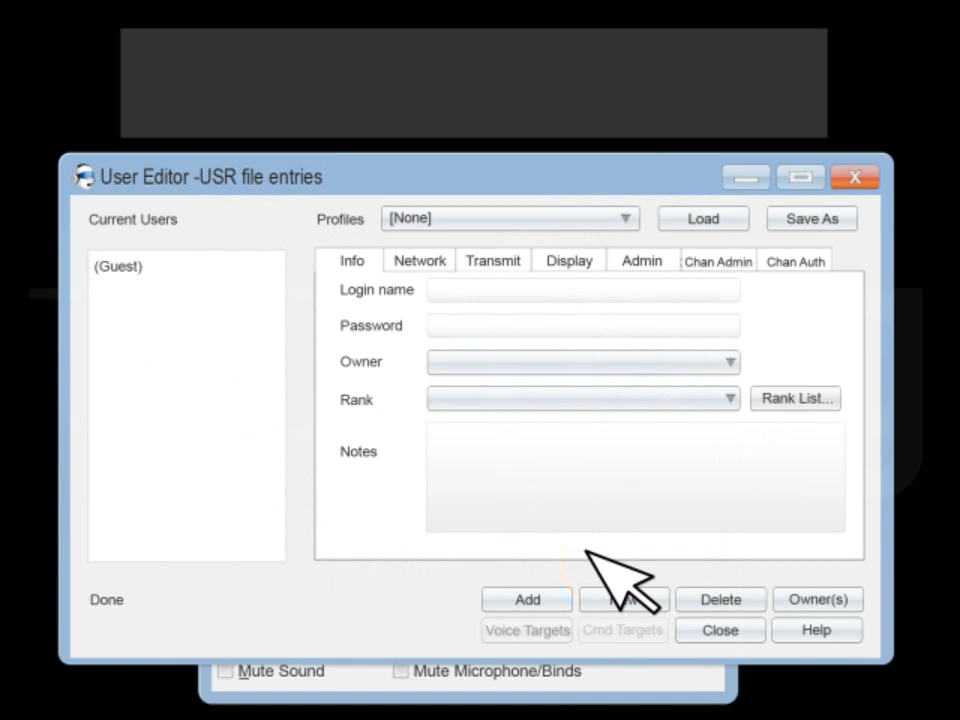 User Editor -USR file entries
X
Current Users
Profiles [None] Load Save As
(Guest)
Info Network Transmit Display Admin Chan Admin Chan Auth
Login name
Password
Owner
Rank Rank List...
Notes
Done Add Delete Owner(s)
Voice Targets Cmd Targets Close Help
Mute Sound Mute Microphone/Binds